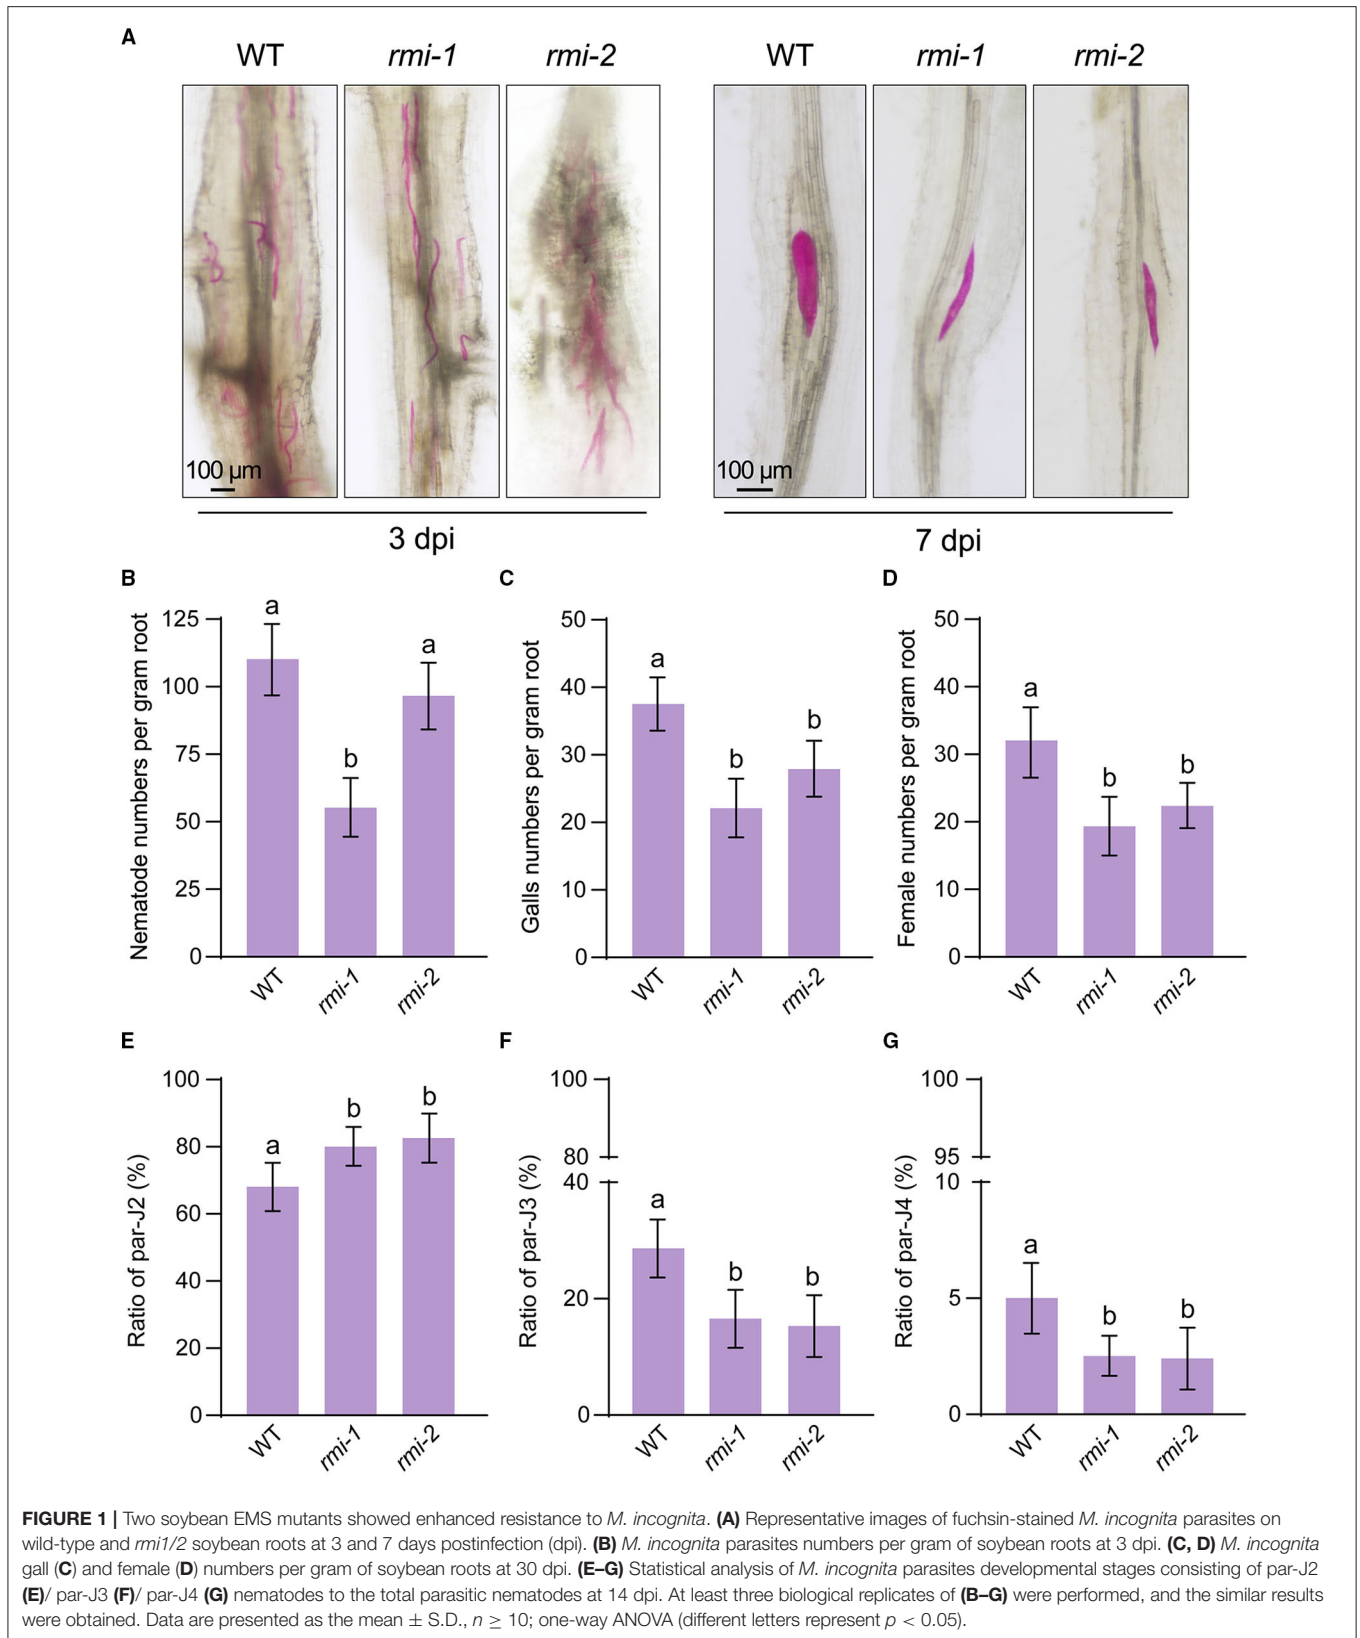 A
WT rmi-1 rmi-2 WT rmi-1 rmi-2
100 μm 100 μm
3 dpi 7 dpi
B C D
Nematode numbers per gram root
125
100
75
50
25
0
a
b
a
WT rmi-1 rmi-2
Galls numbers per gram root
50
40
30
20
10
0
a
b
b
WT rmi-1 rmi-2
Female numbers per gram root
50
40
30
20
10
0
a
b
b
WT rmi-1 rmi-2
E F G
Ratio of par-J2 (%)
100
80
60
40
20
0
a
b
b
WT rmi-1 rmi-2
Ratio of par-J3 (%)
100
80
40
20
0
a
b
b
WT rmi-1 rmi-2
Ratio of par-J4 (%)
100
95
10
5
0
a
b
b
WT rmi-1 rmi-2
FIGURE 1 | Two soybean EMS mutants showed enhanced resistance to M. incognita. (A) Representative images of fuchsin-stained M. incognita parasites on
wild-type and rmi1/2 soybean roots at 3 and 7 days postinfection (dpi). (B) M. incognita parasites numbers per gram of soybean roots at 3 dpi. (C, D) M. incognita
gall (C) and female (D) numbers per gram of soybean roots at 30 dpi. (E–G) Statistical analysis of M. incognita parasites developmental stages consisting of par-J2
(E)/ par-J3 (F)/ par-J4 (G) nematodes to the total parasitic nematodes at 14 dpi. At least three biological replicates of (B–G) were performed, and the similar results
were obtained. Data are presented as the mean ± S.D., n ≥ 10; one-way ANOVA (different letters represent p < 0.05).